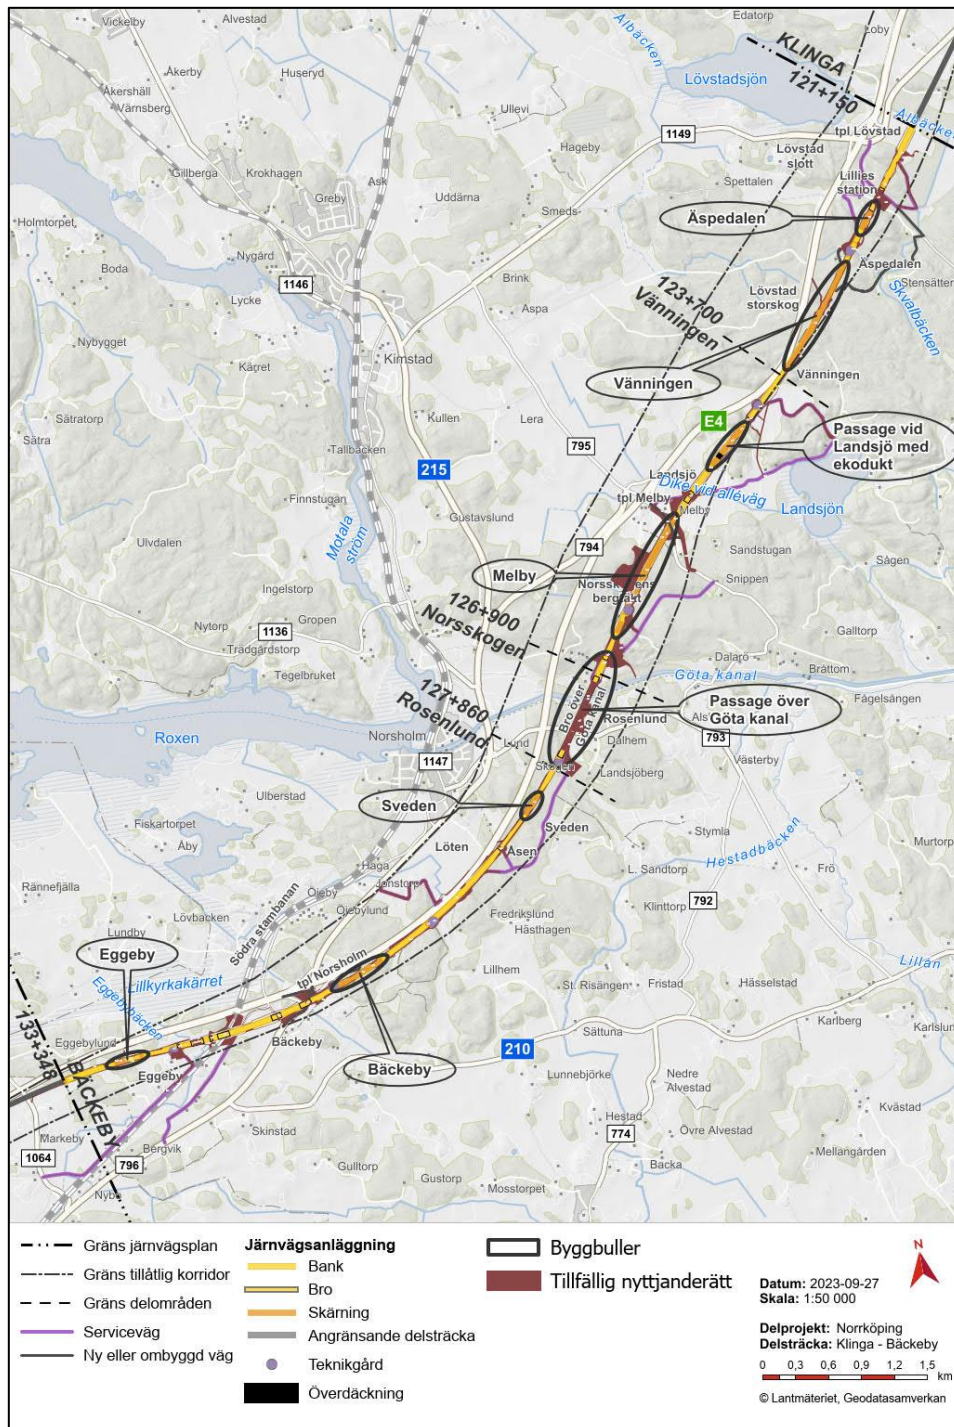 Vickelby
Alvestad
Edatorp
Loby
Albäcken
KLINGA
121+150
Åkerby
Huseryd
Åkershäll
Värnsberg
Lövstadsjön
Ullevi
Albäcken
1149
tpl Lövstad
Hageby
Lövstad
slott
Gillberga
Krokhagen
Ask
Spettalen
Lillies
station
Greby
Uddärna
Holmtorpet
Smeds
Äspedalen
Nygård
Boda
Äspedalen
Brink
Stensätter
1146
Lycke
Aspa
Lövstad
storskog
Skvalbäcken
123+700
Vänningen
Nybygget
Kimstad
Kärret
Vänningen
Vänningen
Sätratorp
Kullen
Lera
E4
Passage vid
Landsjö med
ekodukt
Sätra
Tallbäcken
795
215
Landsjö
Dike vid alléväg
Finnstugan
tpl Melby
Melby
Landsjön
Gustavslund
Motala
ström
Ulvdalen
794
Sandstugan
Sågen
Melby
Snippen
Ingelstorp
Norsskogens
bergtäkt
126+900
Norsskogen
Nytorp
Gropen
1136
Galltorp
Trädgårdstorp
Dalarö
Bråttom
Tegelbruket
Göta kanal
127+860
Rosenlund
Fågelsången
Passage över
Göta kanal
Bro över
Göta kanal
Rosenlund
Roxen
Norsholm
793
Lund
Dalhem
Västerby
1147
Skogen
Landsjöberg
Ulberstad
Sveden
Fiskartorpet
Sveden
Stymla
Åby
Löten
Åsen
Hestadbäcken
Murtorp
Haga
L. Sandtorp
Frö
Rännefjälla
Jonstorp
Öjeby
Klinttorp
792
Lövbacken
Öjebylund
Fredrikslund
Hästhagen
Lundby
Södra stambanan
Eggeby
tpl Norsholm
Lillån
Lillkyrkakärret
Lillhem
Eggebybäcken
St. Risängen
Fristad
Hässelstad
133+348
Karlberg
Eggebylund
Sättuna
Karlslund
Bäckeby
210
Eggeby
Bäckeby
Lunnebjörke
Nedre
Alvestad
BÄCKEBY
Kvästad
Hestad
Markeby
Skinstad
774
Övre Alvestad
Bergvik
Mellangården
1064
796
Gulltorp
Backa
Gustorp
Mosstorpet
Nybo
Gräns järnvägsplan
Gräns tillåtlig korridor
Gräns delområden
Serviceväg
Ny eller ombyggd väg
Järnvägsanläggning
Bank
Bro
Skärning
Angränsande delsträcka
Teknikgård
Överdäckning
Byggbuller
Tillfällig nyttjanderätt
N
Datum: 2023-09-27
Skala: 1:50 000
Delprojekt: Norrköping
Delsträcka: Klinga - Bäckeby
0 0,3 0,6 0,9 1,2 1,5
km
© Lantmäteriet, Geodatasamverkan